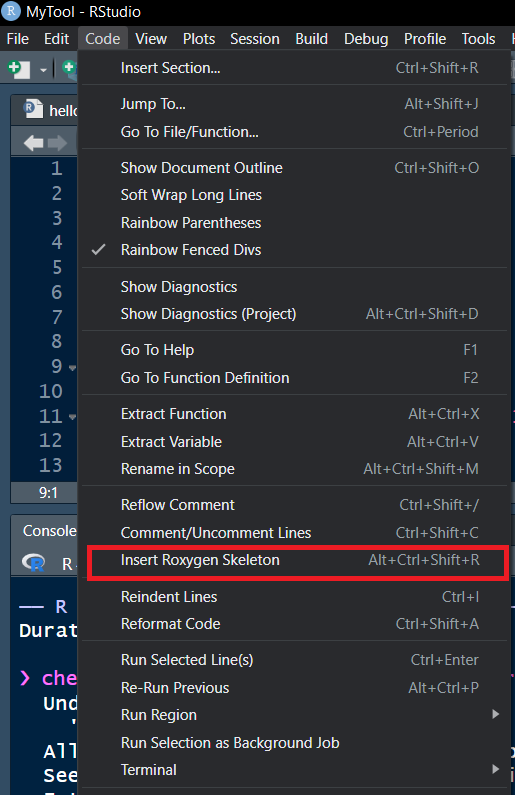 R MyTool - RStudio
File Edit Code View Plots Session Build Debug Profile Tools
Insert Section... Ctrl+Shift+R
Jump To... Alt+Shift+J
R hello
Go To File/Function... Ctrl+Period
1 Show Document Outline Ctrl+Shift+O
2 Soft Wrap Long Lines
3 Rainbow Parentheses
4 Rainbow Fenced Divs
5
6 Show Diagnostics
7 Show Diagnostics (Project) Alt+Ctrl+Shift+D
8 Go To Help F1
9 Go To Function Definition F2
10
11 Extract Function Alt+Ctrl+X
12 Extract Variable Alt+Ctrl+V
13 Rename in Scope Alt+Ctrl+Shift+M
9:1 Reflow Comment Ctrl+Shift+/
Console Comment/Uncomment Lines Ctrl+Shift+C
R R Insert Roxygen Skeleton Alt+Ctrl+Shift+R
— R Reindent Lines Ctrl+I
Durat Reformat Code Ctrl+Shift+A
Run Selected Line(s) Ctrl+Enter
❯ che Re-Run Previous Alt+Ctrl+P
Und Run Region
' Run Selection as Background Job
All
See Terminal